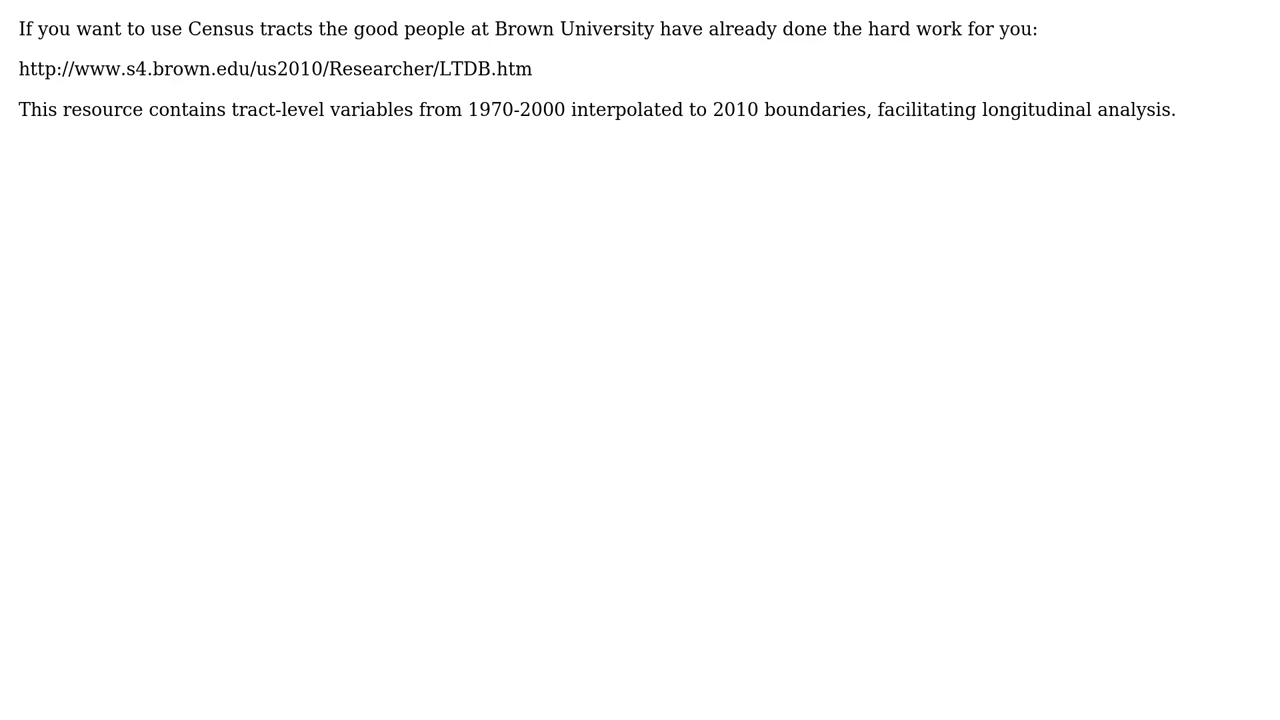 If you want to use Census tracts the good people at Brown University have already done the hard work for you:
http://www.s4.brown.edu/us2010/Researcher/LTDB.htm
This resource contains tract-level variables from 1970-2000 interpolated to 2010 boundaries, facilitating longitudinal analysis.